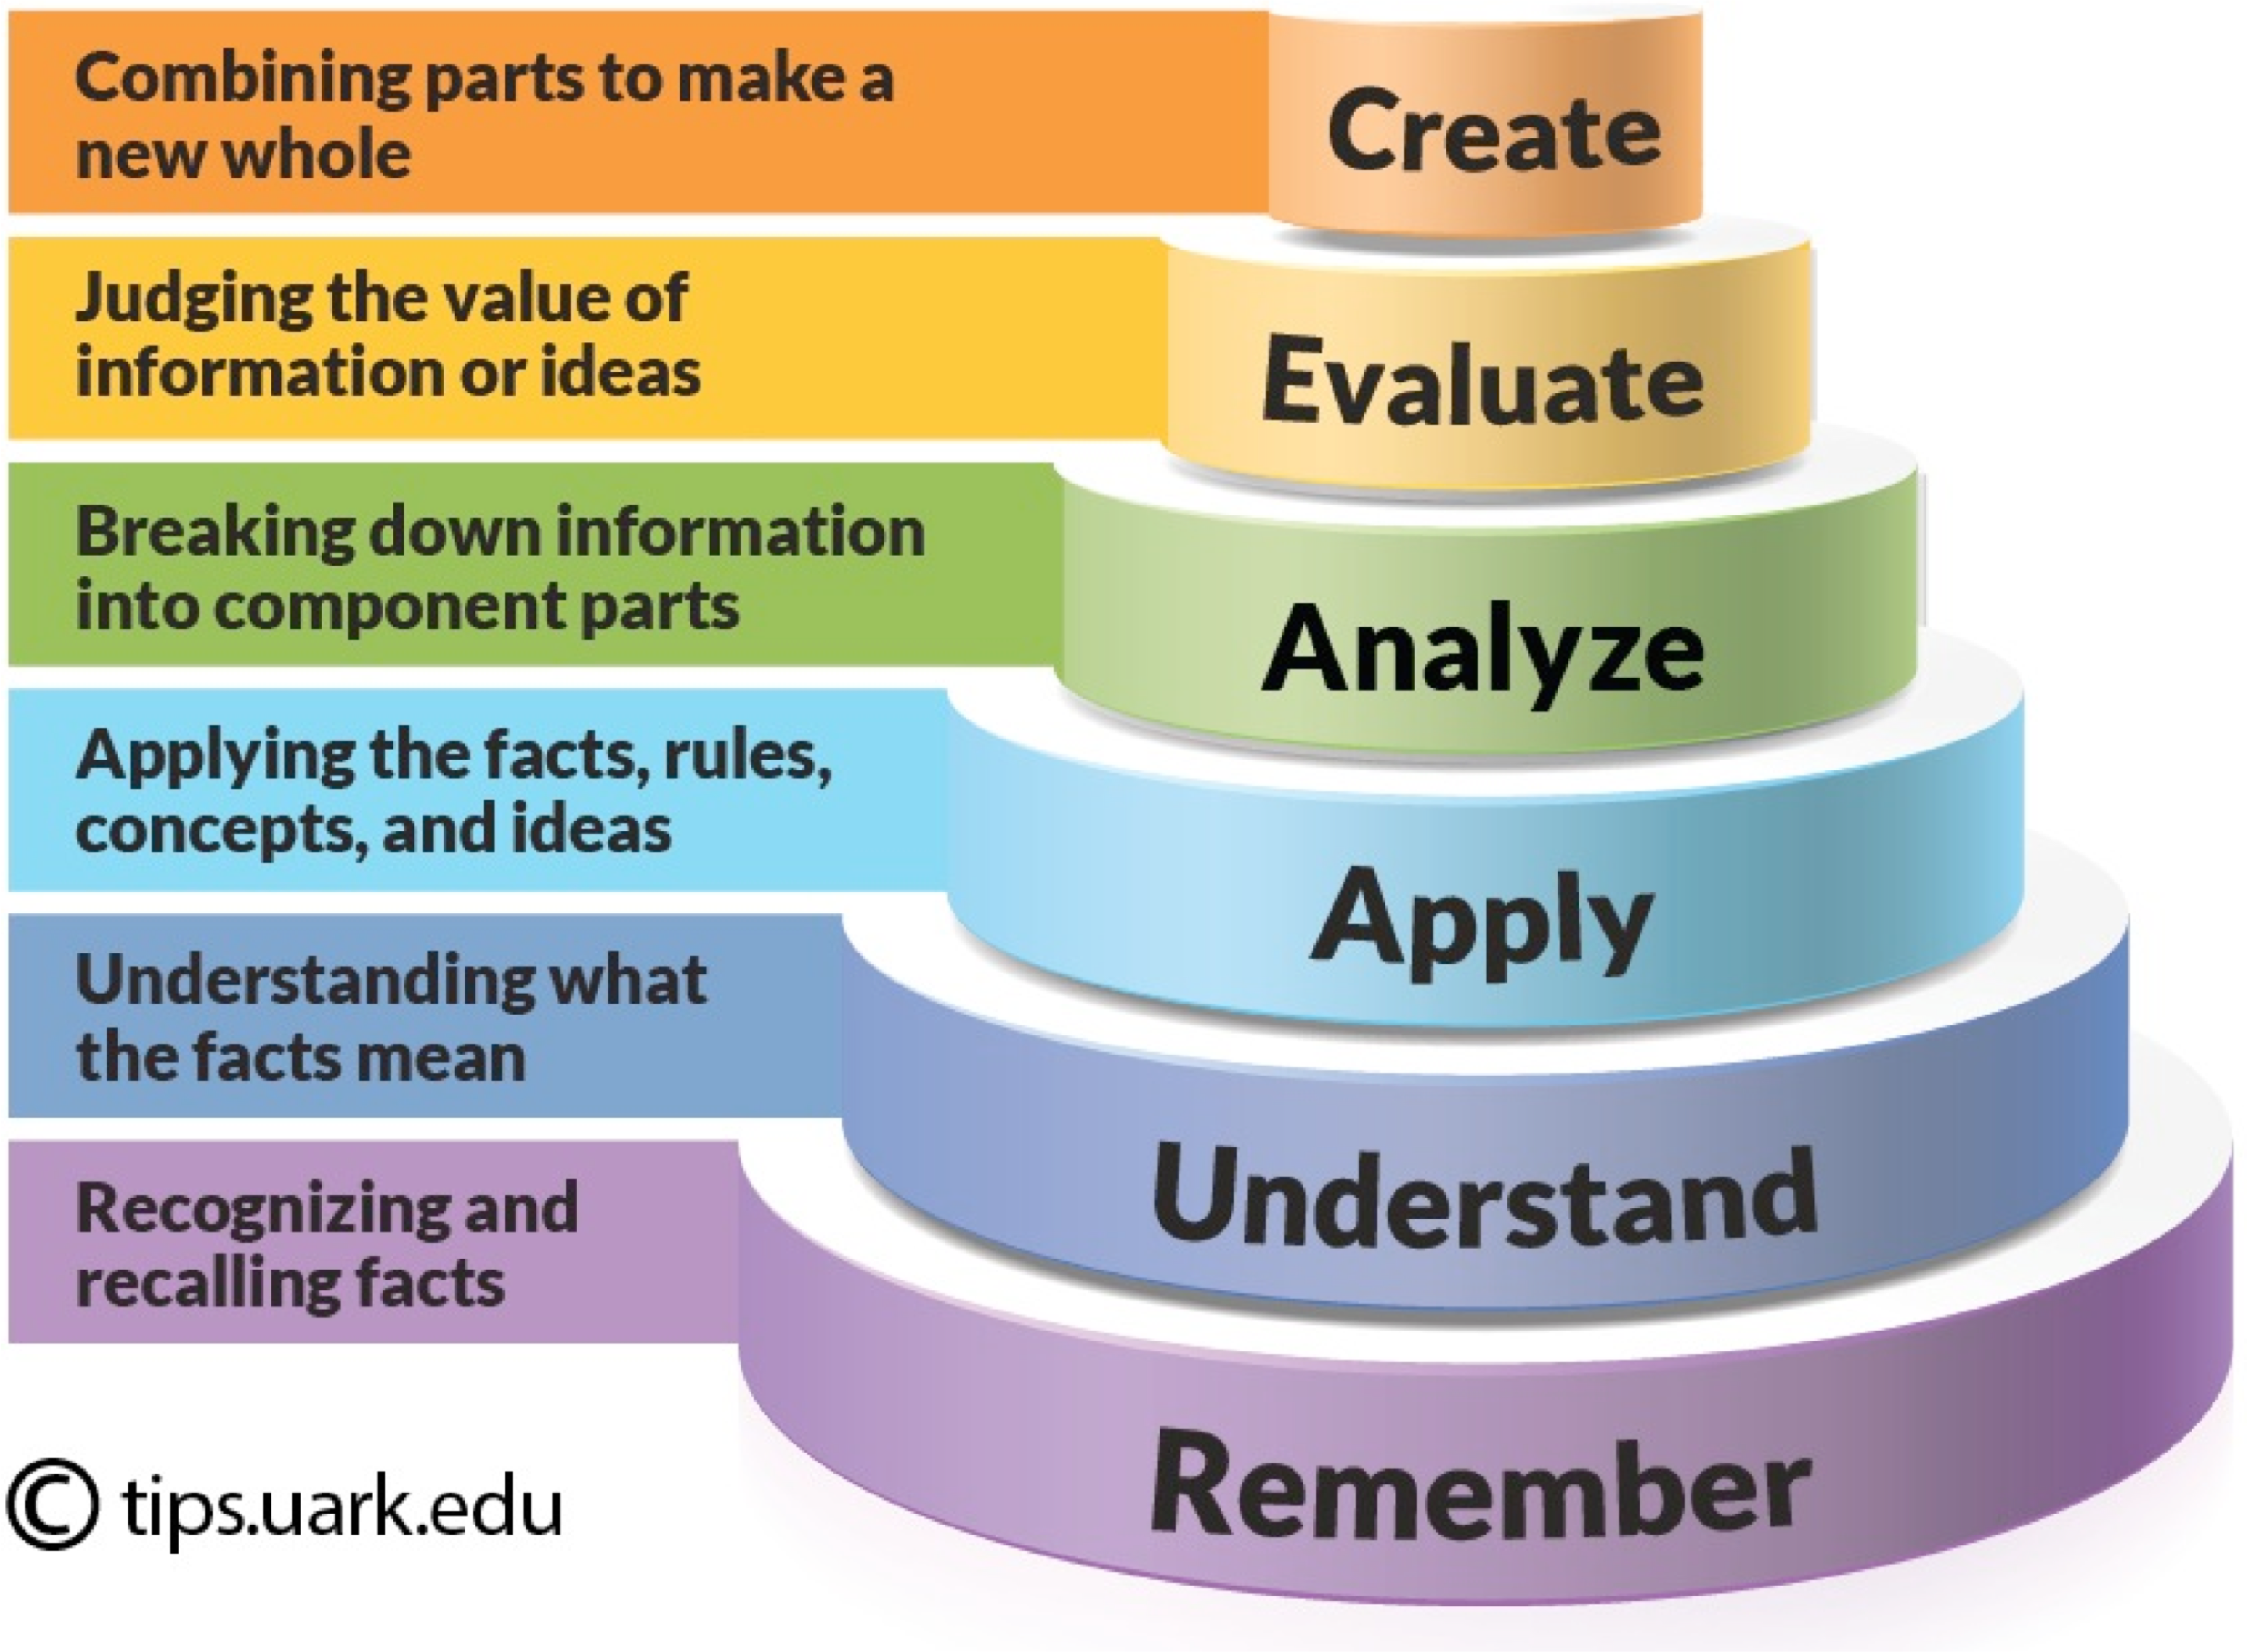 Combining parts to make a
new whole
Create
Judging the value of
information or ideas
Evaluate
Breaking down information
into component parts
Analyze
Applying the facts, rules,
concepts, and ideas
Apply
Understanding what
the facts mean
Understand
Recognizing and
recalling facts
Remember
© tips.uark.edu